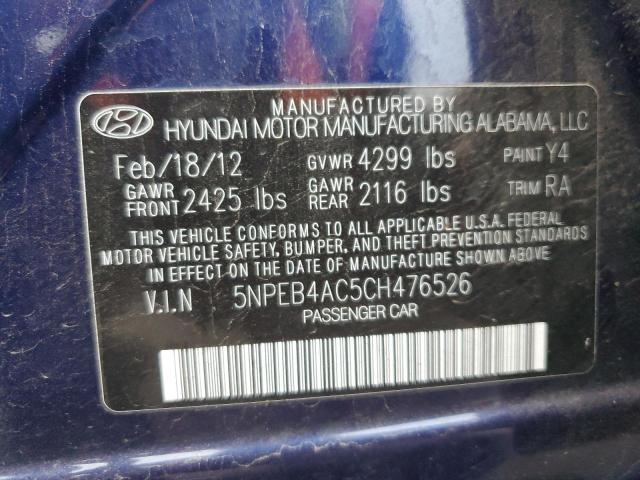 MANUFACTURED BY
HYUNDAI MOTOR MANUFACTURING ALABAMA, LLC
Feb/18/12 GVWR 4299 lbs PAINT Y4
GAWR FRONT 2425 lbs GAWR REAR 2116 lbs TRIM RA
THIS VEHICLE CONFORMS TO ALL APPLICABLE U.S.A. FEDERAL
MOTOR VEHICLE SAFETY, BUMPER, AND THEFT PREVENTION STANDARDS
IN EFFECT ON THE DATE OF MANUFACTURE SHOWN ABOVE.
V.I.N 5NPEB4AC5CH476526
PASSENGER CAR